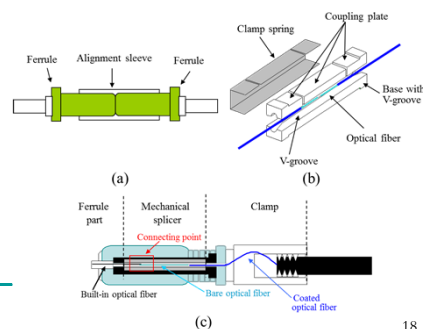 Ferrule
Alignment sleeve
Ferrule
(a)
Coupling plate
Clamp spring
Base with
V-groove
Optical fiber
V-groove
(b)
Ferrule
part
Mechanical
splicer
Clamp
Connecting point
Built-in optical fiber
Bare optical fiber
Coated
optical fiber
(c)
18